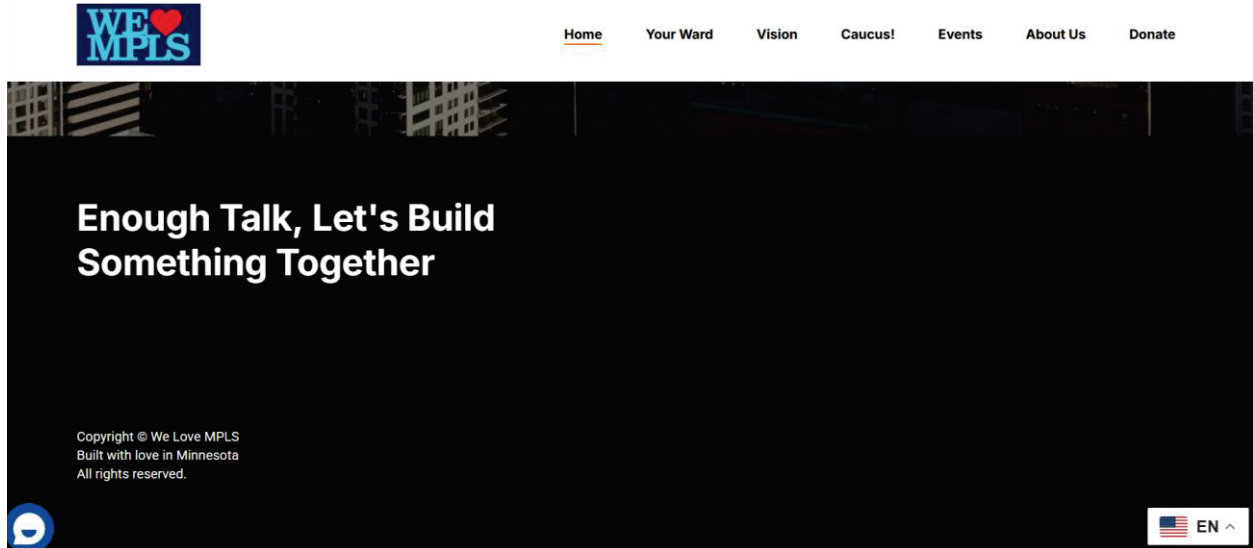 WE
MPLS
Home Your Ward Vision Caucus! Events About Us Donate
Enough Talk, Let's Build
Something Together
Copyright © We Love MPLS
Built with love in Minnesota
All rights reserved.
EN